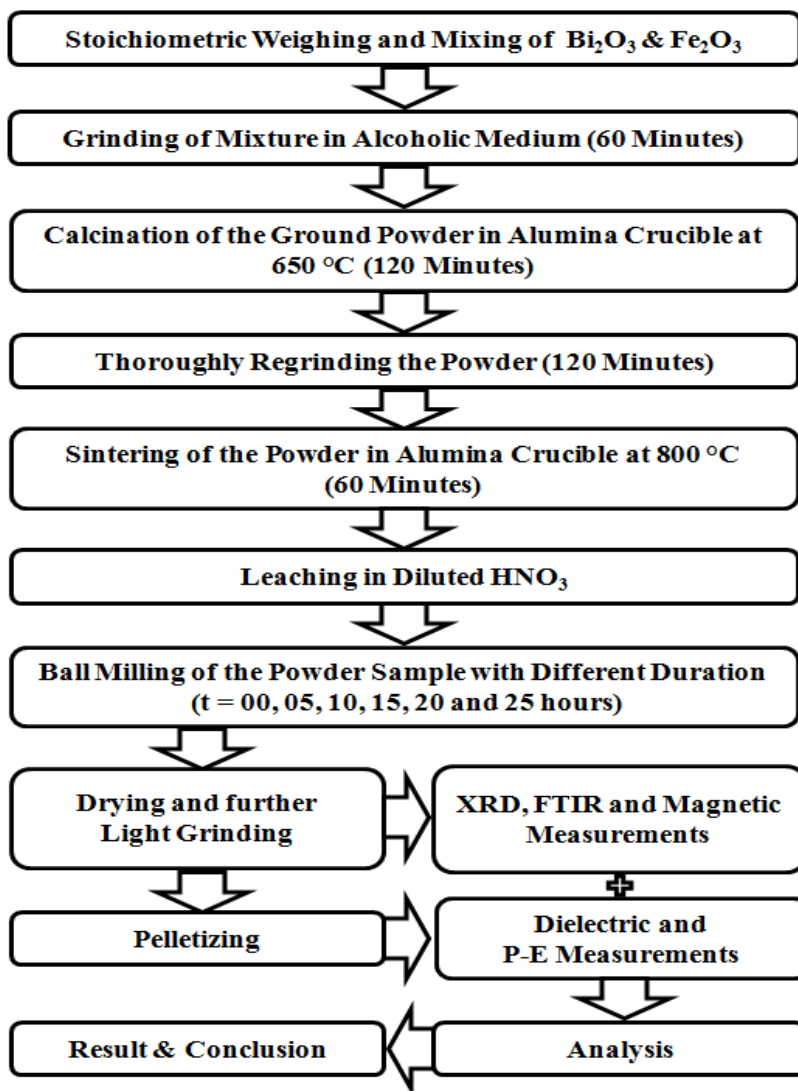 Stoichiometric Weighing and Mixing of Bi₂O₃ & Fe₂O₃
Grinding of Mixture in Alcoholic Medium (60 Minutes)
Calcination of the Ground Powder in Alumina Crucible at
650 °C (120 Minutes)
Thoroughly Regrinding the Powder (120 Minutes)
Sintering of the Powder in Alumina Crucible at 800 °C
(60 Minutes)
Leaching in Diluted HNO₃
Ball Milling of the Powder Sample with Different Duration
(t = 00, 05, 10, 15, 20 and 25 hours)
Drying and further
Light Grinding
XRD, FTIR and Magnetic
Measurements
Pelletizing
Dielectric and
P-E Measurements
Analysis
Result & Conclusion